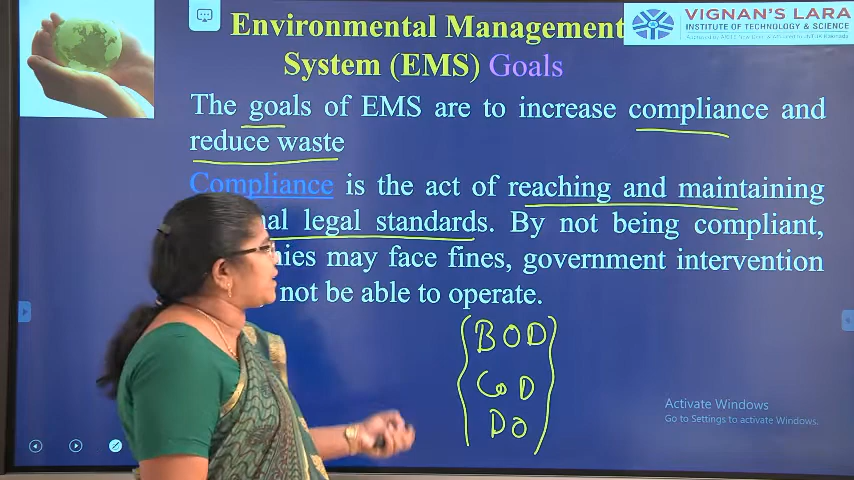 Environmental Management
System (EMS) Goals
VIGNAN'S LARA
INSTITUTE OF TECHNOLOGY & SCIENCE
The goals of EMS are to increase compliance and
reduce waste
Compliance is the act of reaching and maintaining
legal standards. By not being compliant,
may face fines, government intervention
not be able to operate.
BOD
COD
DO
Activate Windows
Go to Settings to activate Windows.